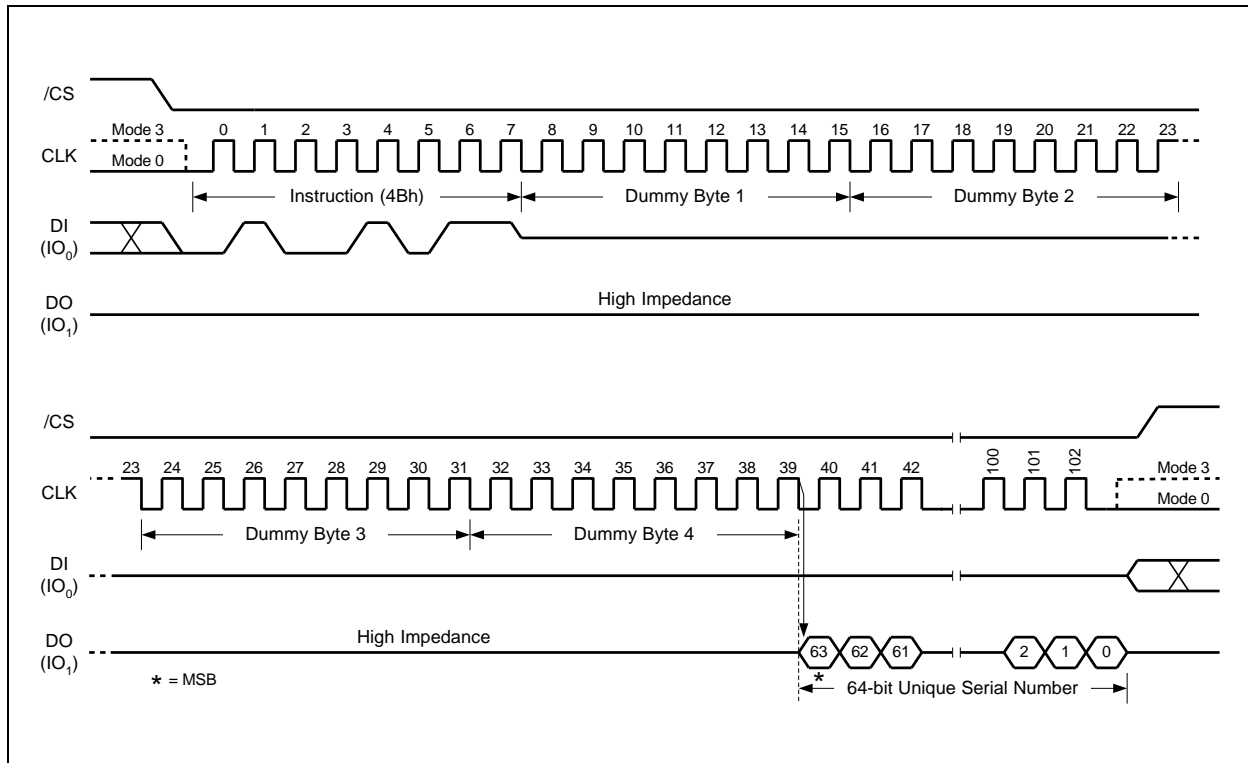 /CS
Mode 3 0 1 2 3 4 5 6 7 8 9 10 11 12 13 14 15 16 17 18 19 20 21 22 23
CLK
Mode 0
Instruction (4Bh) Dummy Byte 1 Dummy Byte 2
DI
(IO0)
High Impedance
DO
(IO1)
/CS
23 24 25 26 27 28 29 30 31 32 33 34 35 36 37 38 39 40 41 42 100 101 102 Mode 3
CLK
Mode 0
Dummy Byte 3 Dummy Byte 4
DI
(IO0)
High Impedance
DO
(IO1)
63 62 61 2 1 0
* = MSB
*
64-bit Unique Serial Number